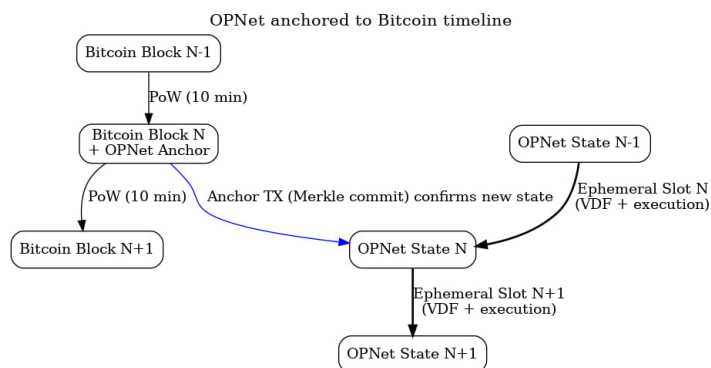 OPNet anchored to Bitcoin timeline
Bitcoin Block N-1
PoW (10 min)
Bitcoin Block N
+ OPNet Anchor
OPNet State N-1
PoW (10 min)
Anchor TX (Merkle commit) confirms new state
Ephemeral Slot N
(VDF + execution)
Bitcoin Block N+1
OPNet State N
Ephemeral Slot N+1
(VDF + execution)
OPNet State N+1